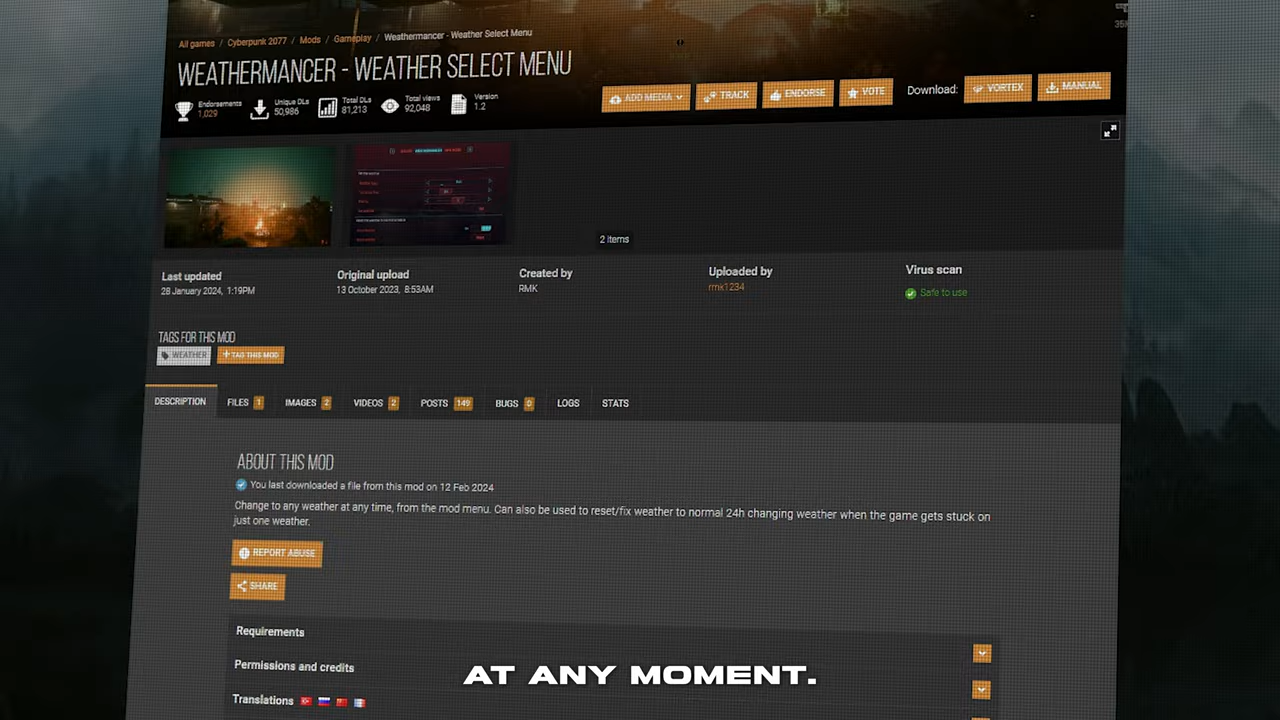 All games / Cyberpunk 2077 / Mods / Gameplay / Weathermancer - Weather Select Menu
WEATHERMANCER - WEATHER SELECT MENU
Endorsements
1,029
Unique DLs
50,986
Total DLs
81,213
Total views
92,048
Version
1.2
ADD MEDIA
TRACK
ENDORSE
VOTE
Download:
VORTEX
MANUAL
2 items
Last updated
28 January 2024, 1:19PM
Original upload
13 October 2023, 8:53AM
Created by
RMK
Uploaded by
rmk1234
Virus scan
Safe to use
TAGS FOR THIS MOD
WEATHER
+ TAG THIS MOD
DESCRIPTION
FILES 1
IMAGES 2
VIDEOS 2
POSTS 149
BUGS 0
LOGS
STATS
ABOUT THIS MOD
You last downloaded a file from this mod on 12 Feb 2024
Change to any weather at any time, from the mod menu. Can also be used to reset/fix weather to normal 24h changing weather when the game gets stuck on
just one weather.
REPORT ABUSE
SHARE
Requirements
Permissions and credits
AT ANY MOMENT.
Translations